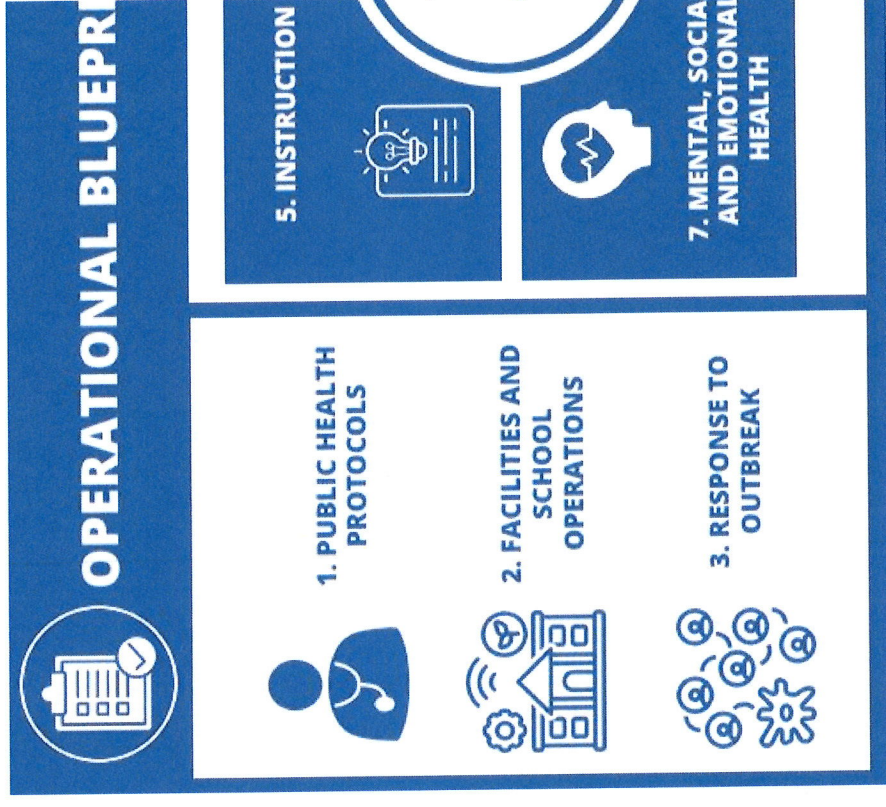 OPERATIONAL BLUEPRI
1. PUBLIC HEALTH
PROTOCOLS
2. FACILITIES AND
SCHOOL
OPERATIONS
3. RESPONSE TO
OUTBREAK
5. INSTRUCTION
7. MENTAL, SOCIA
AND EMOTIONAL
HEALTH